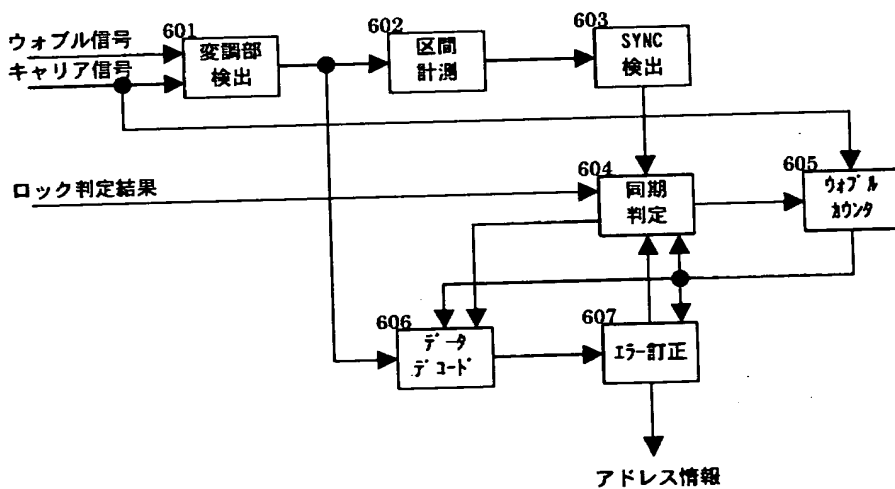 ウォブル信号
キャリア信号
601
変調部
検出
602
区間
計測
603
SYNC
検出
ロック判定結果
604
同期
判定
605
ウォブル
カウンタ
606
データ
デコード
607
エラー訂正
アドレス情報